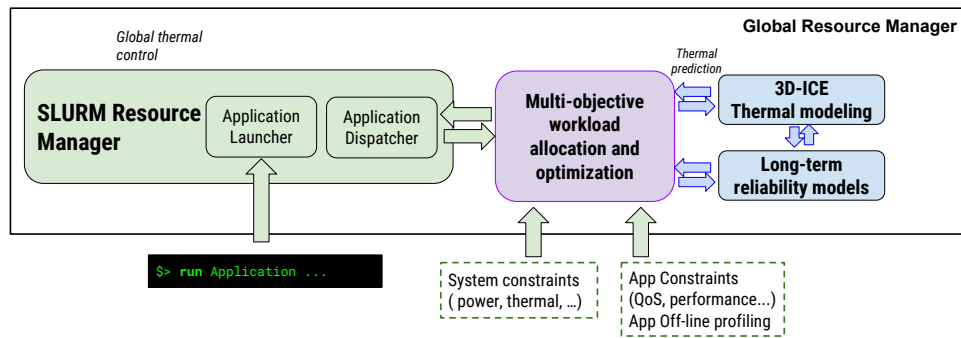 Global Resource Manager
Global thermal
control
Thermal
prediction
SLURM Resource
Manager
Application
Launcher
Application
Dispatcher
Multi-objective
workload
allocation and
optimization
3D-ICE
Thermal modeling
Long-term
reliability models
$> run Application ...
System constraints
( power, thermal, …)
App Constraints
(QoS, performance...)
App Off-line profiling